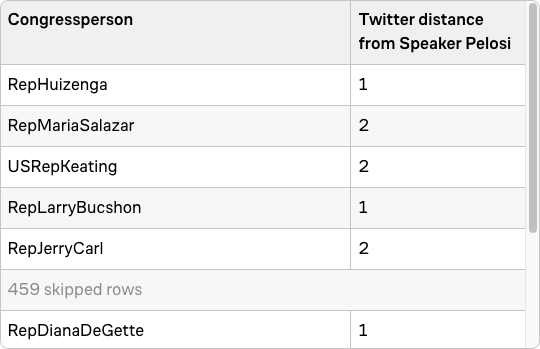 Congressperson
Twitter distance
from Speaker Pelosi
RepHuizenga 1
RepMariaSalazar 2
USRepKeating 2
RepLarryBucshon 1
RepJerryCarl 2
459 skipped rows
RepDianaDeGette 1